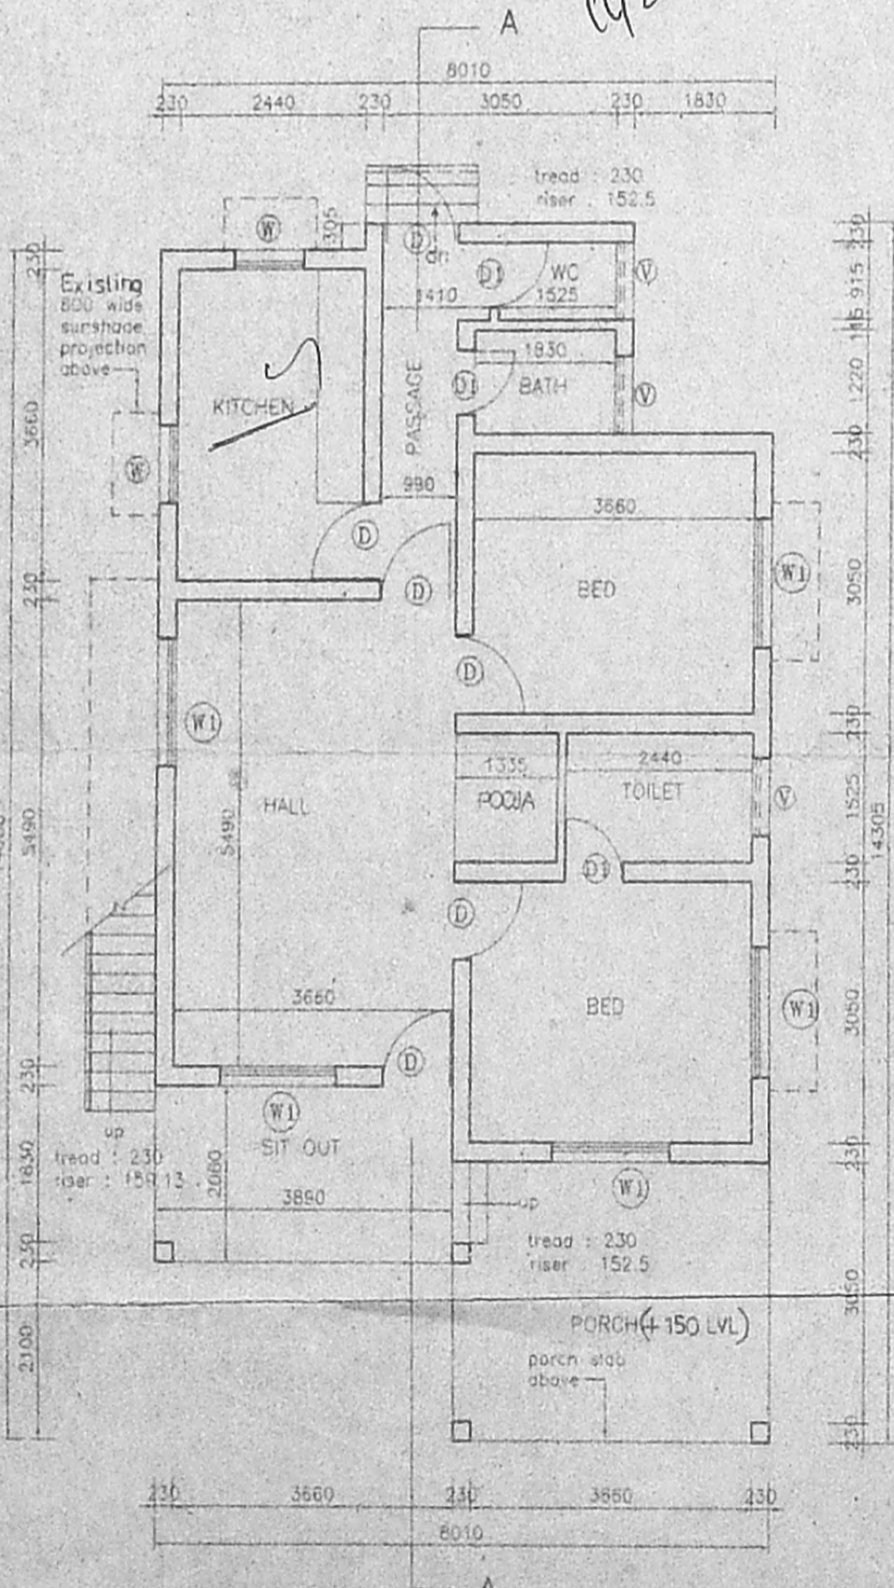 A
8010
230 2440 230 3050 230 1830
tread : 230
riser : 152.5
W
305
D
dn
D1
WC
V
1410
1525
Existing
800 wide
sunshade
projection
above
230
230
915
115
1830
D1
BATH
V
1220
KITCHEN
PASSAGE
3660
230
W
990
3660
D
D
BED
W1
3050
230
D
W1
230
1335
2440
POOJA
TOILET
V
1525
HALL
5490
5490
14305
D1
230
D
3660
BED
W1
3050
D
230
W1
SIT OUT
up
tread : 230
riser : 159.13
1830
2060
230
3890
W1
up
tread : 230
riser : 152.5
230
3050
PORCH (+ 150 LVL)
porch slab
above
2100
230
230 3660 230 3660 230
8010
A